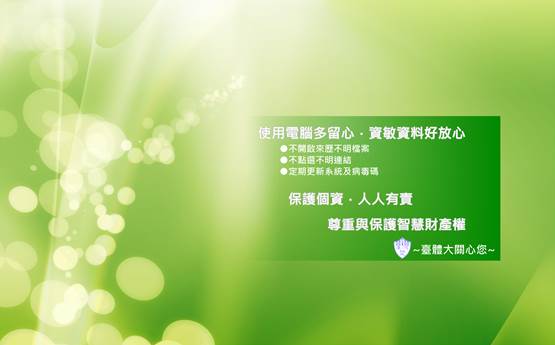 使用電腦多留心．資敏資料好放心
●不開啟來歷不明檔案
●不點選不明連結
●定期更新系統及病毒碼
保護個資．人人有責
尊重與保護智慧財產權
~臺體大關心您~